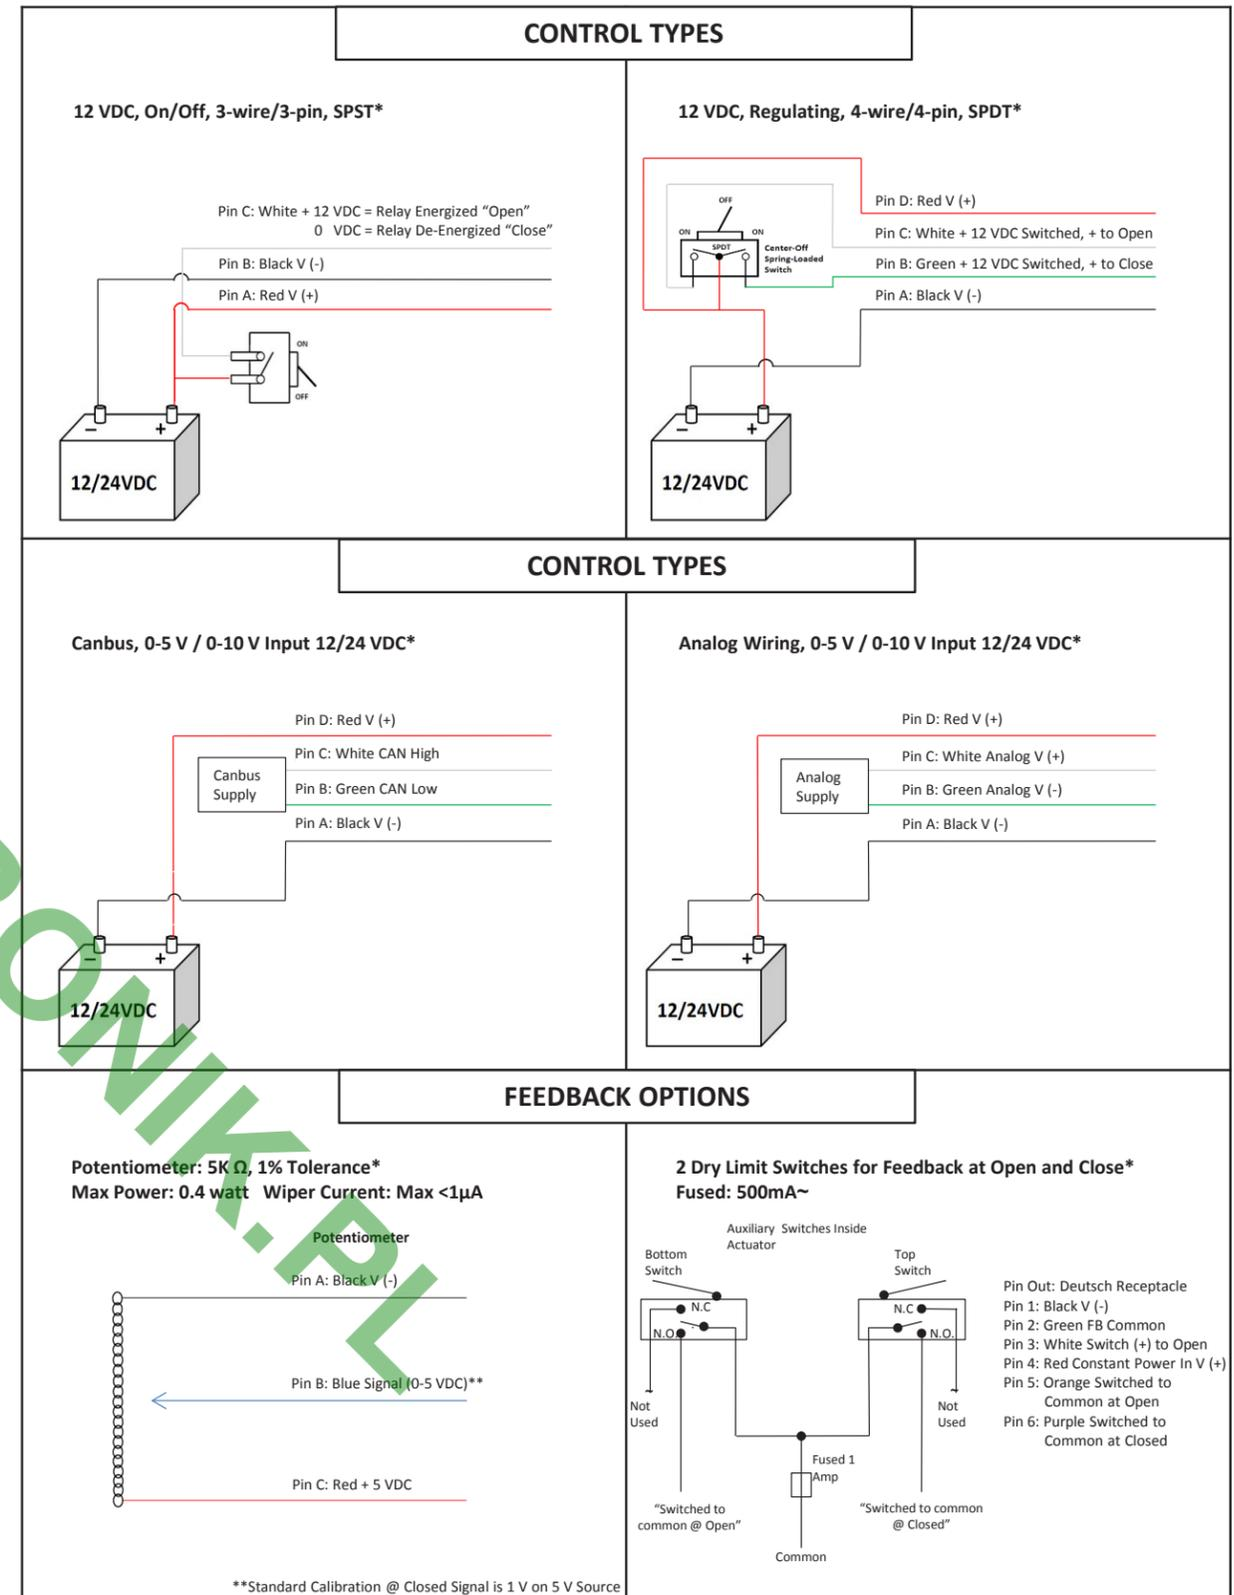 CONTROL TYPES
12 VDC, On/Off, 3-wire/3-pin, SPST*
Pin C: White + 12 VDC = Relay Energized “Open”
0 VDC = Relay De-Energized “Close”
Pin B: Black V (-)
Pin A: Red V (+)
ON
OFF
− +
12/24VDC
12 VDC, Regulating, 4-wire/4-pin, SPDT*
OFF
ON ON
SPDT
Center-Off
Spring-Loaded
Switch
Pin D: Red V (+)
Pin C: White + 12 VDC Switched, + to Open
Pin B: Green + 12 VDC Switched, + to Close
Pin A: Black V (-)
− +
12/24VDC
CONTROL TYPES
Canbus, 0-5 V / 0-10 V Input 12/24 VDC*
Pin D: Red V (+)
Pin C: White CAN High
Canbus
Supply
Pin B: Green CAN Low
Pin A: Black V (-)
− +
12/24VDC
Analog Wiring, 0-5 V / 0-10 V Input 12/24 VDC*
Pin D: Red V (+)
Pin C: White Analog V (+)
Analog
Supply
Pin B: Green Analog V (-)
Pin A: Black V (-)
− +
12/24VDC
FEEDBACK OPTIONS
Potentiometer: 5K Ω, 1% Tolerance*
Max Power: 0.4 watt Wiper Current: Max <1µA
Potentiometer
Pin A: Black V (-)
Pin B: Blue Signal (0-5 VDC)**
Pin C: Red + 5 VDC
**Standard Calibration @ Closed Signal is 1 V on 5 V Source
2 Dry Limit Switches for Feedback at Open and Close*
Fused: 500mA~
Auxiliary Switches Inside
Actuator
Bottom
Switch
Top
Switch
N.C
N.O.
N.C
N.O.
Not
Used
Not
Used
Fused 1
Amp
“Switched to
common @ Open”
“Switched to common
@ Closed”
Common
Pin Out: Deutsch Receptacle
Pin 1: Black V (-)
Pin 2: Green FB Common
Pin 3: White Switch (+) to Open
Pin 4: Red Constant Power In V (+)
Pin 5: Orange Switched to
Common at Open
Pin 6: Purple Switched to
Common at Closed
RONIK.PL